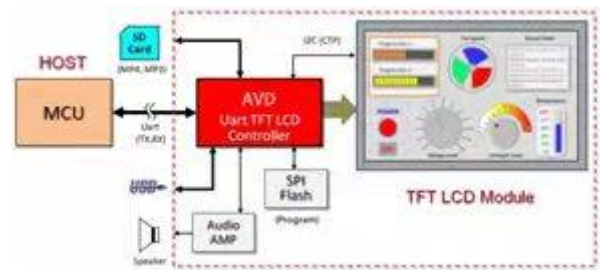 SD
Card
(MP4, MP3)
HOST
MCU
Uart
(Tx,Rx)
I2C (CTP)
AVD
Uart TFT LCD
Controller
SPI
Flash
(Program)
Audio
AMP
Speaker
TFT LCD Module